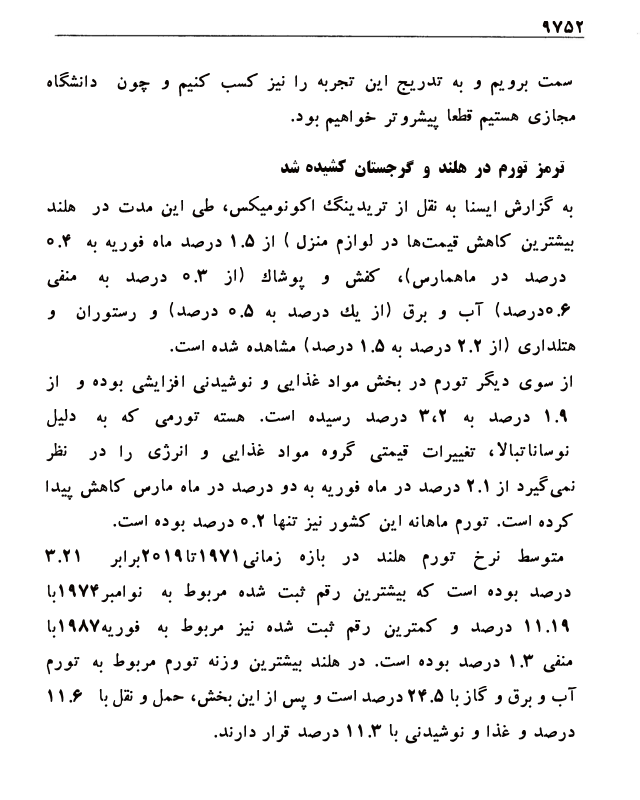 ۹۷۵۲
سمت برویم و به تدریج این تجربه را نیز کسب کنیم و چون دانشگاه
مجازی هستیم قطعا پیشروتر خواهیم بود.
ترمز تورم در هلند و گرجستان کشیده شد
به گزارش ایسنا به نقل از تریدینگ اکونومیکس، طی این مدت در هلند
بیشترین کاهش قیمت‌ها در لوازم منزل ) از ۱.۵ درصد ماه فوریه به ۰.۴
درصد در ماهمارس)، کفش و پوشاک (از ۰.۳ درصد به منفی
۰.۶درصد) آب و برق (از یک درصد به ۰.۵ درصد) و رستوران و
هتلداری (از ۲.۲ درصد به ۱.۵ درصد) مشاهده شده است.
از سوی دیگر تورم در بخش مواد غذایی و نوشیدنی افزایشی بوده و از
۱.۹ درصد به ۳،۲ درصد رسیده است. هسته تورمی که به دلیل
نوساناتبالا، تغییرات قیمتی گروه مواد غذایی و انرژی را در نظر
نمی‌گیرد از ۲.۱ درصد در ماه فوریه به دو درصد در ماه مارس کاهش پیدا
کرده است. تورم ماهانه این کشور نیز تنها ۰.۲ درصد بوده است.
متوسط نرخ تورم هلند در بازه زمانی۱۹۷۱تا۲۰۱۹برابر ۳.۲۱
درصد بوده است که بیشترین رقم ثبت شده مربوط به نوامبر۱۹۷۴با
۱۱.۱۹ درصد و کمترین رقم ثبت شده نیز مربوط به فوریه۱۹۸۷با
منفی ۱.۳ درصد بوده است. در هلند بیشترین وزنه تورم مربوط به تورم
آب و برق و گاز با ۲۴.۵ درصد است و پس از این بخش، حمل و نقل با ۱۱.۶
درصد و غذا و نوشیدنی با ۱۱.۳ درصد قرار دارند.